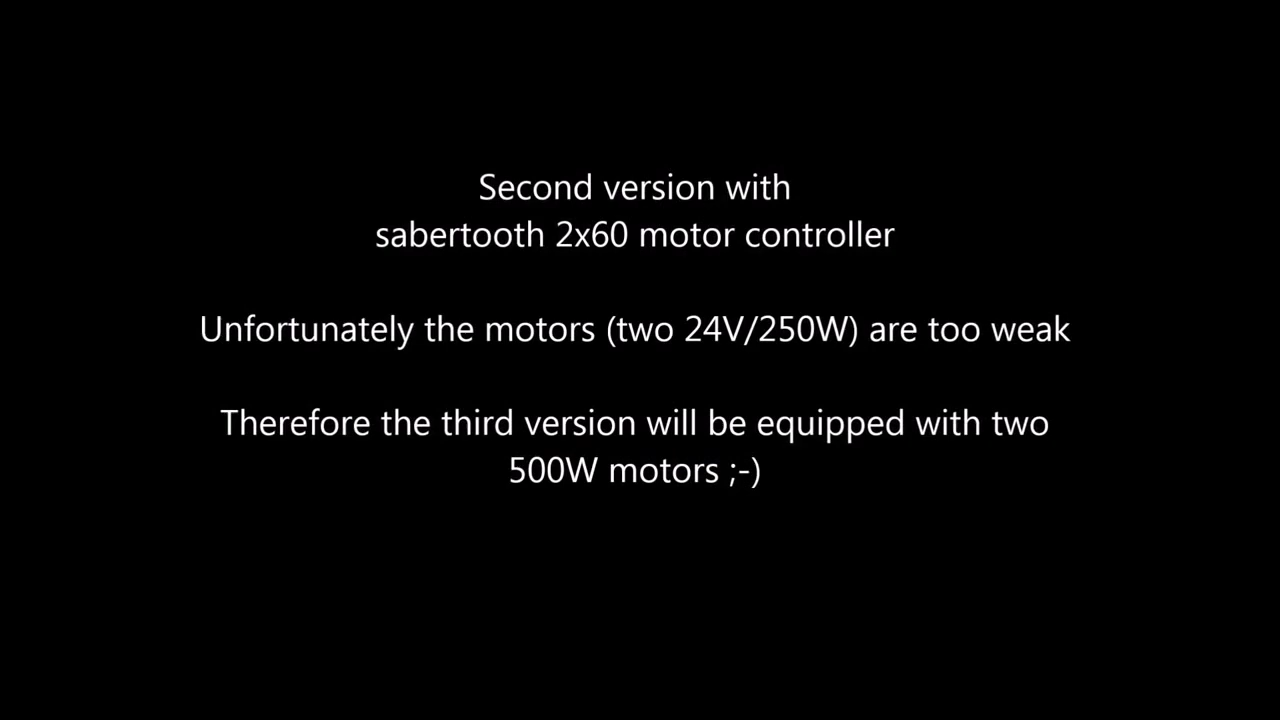 Second version with
sabertooth 2x60 motor controller
Unfortunately the motors (two 24V/250W) are too weak
Therefore the third version will be equipped with two
500W motors ;-)